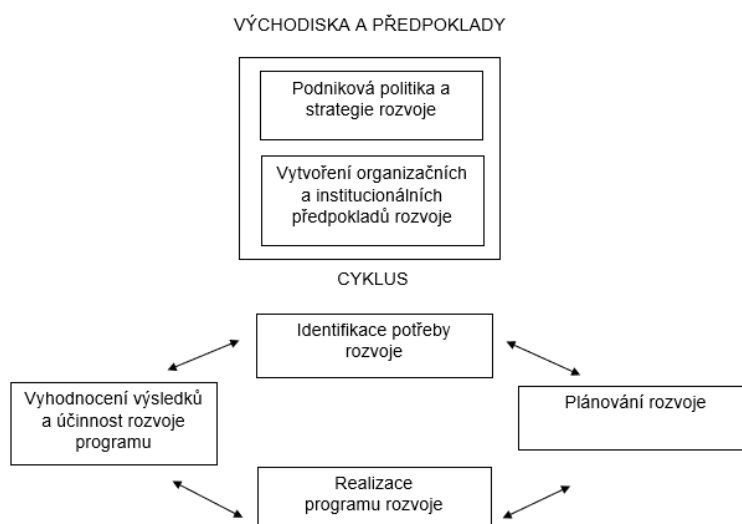 VÝCHODISKA A PŘEDPOKLADY
Podniková politika a
strategie rozvoje
Vytvoření organizačních
a institucionálních
předpokladů rozvoje
CYKLUS
Identifikace potřeby
rozvoje
Vyhodnocení výsledků
a účinnost rozvoje
programu
Plánování rozvoje
Realizace
programu rozvoje